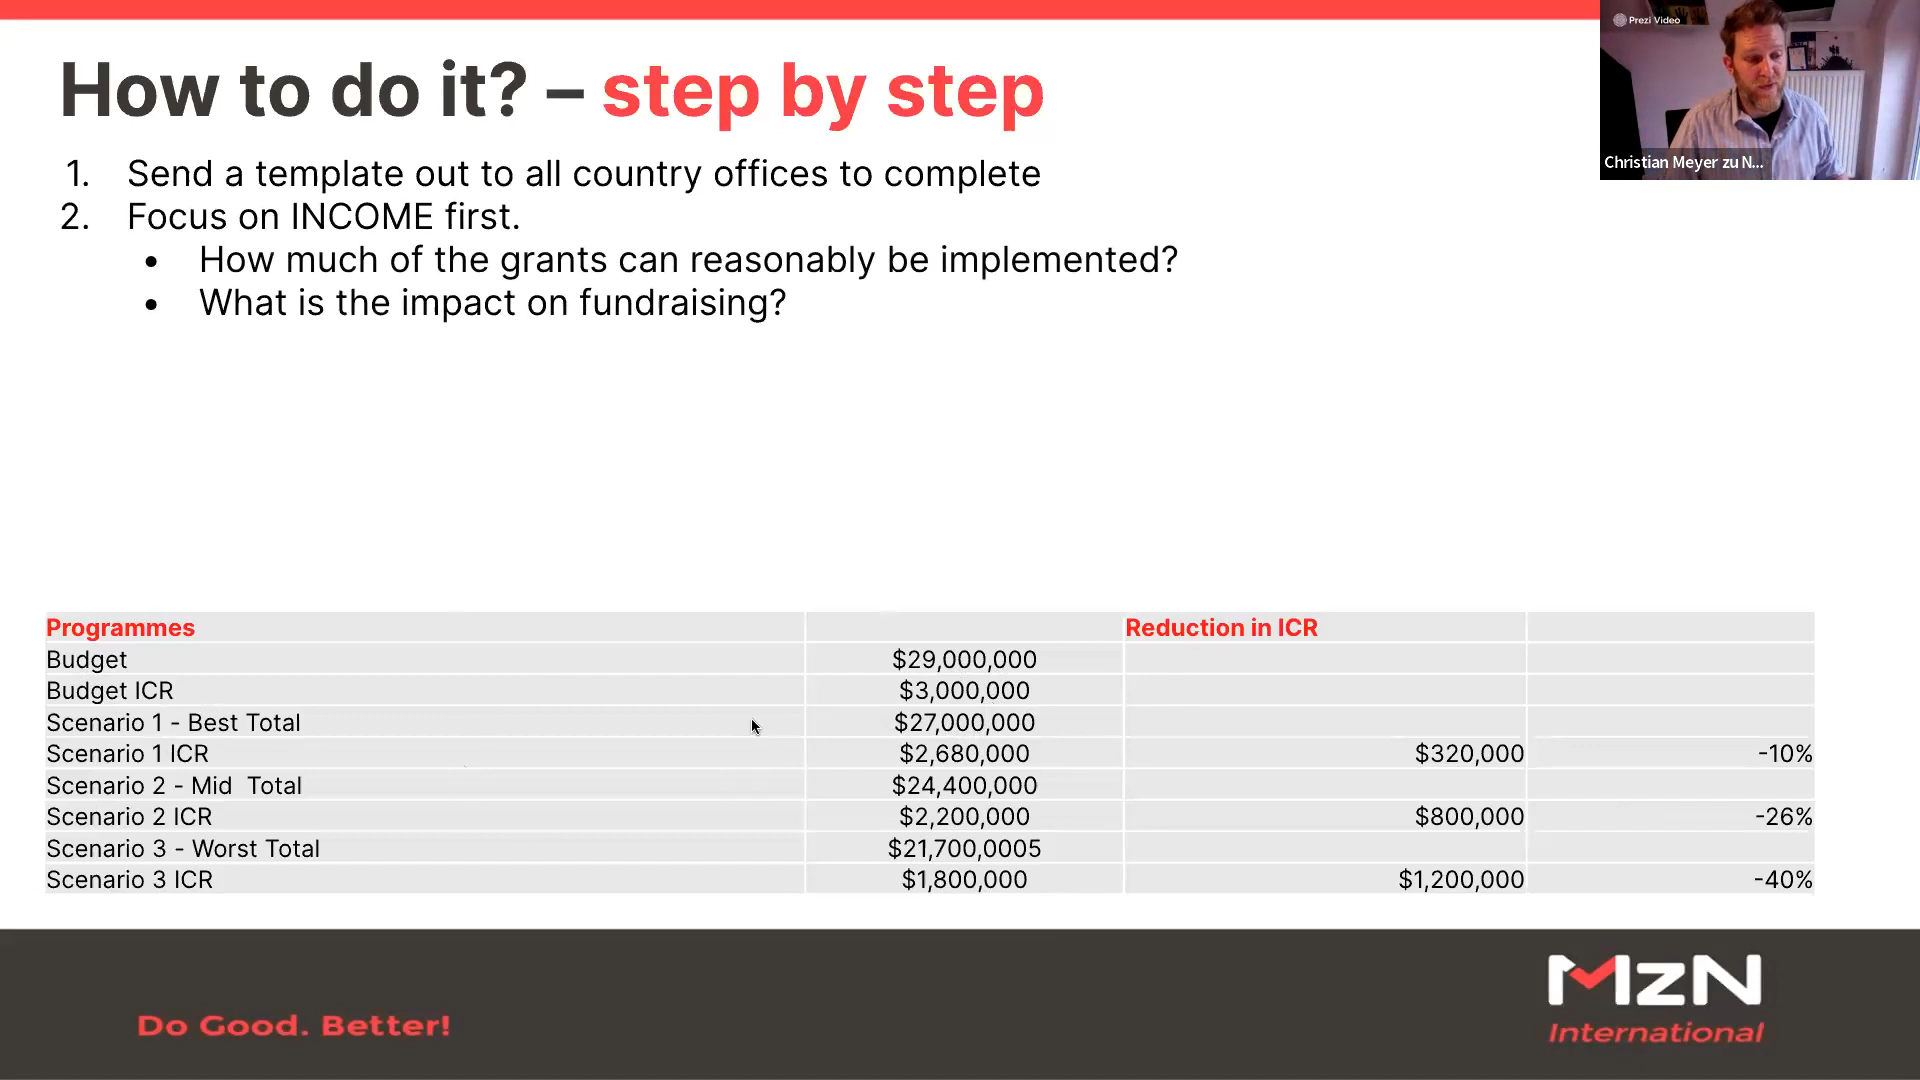 Prezi Video
Christian Meyer zu N...
How to do it? – step by step
1. Send a template out to all country offices to complete
2. Focus on INCOME first.
• How much of the grants can reasonably be implemented?
• What is the impact on fundraising?
Programmes Reduction in ICR
Budget $29,000,000
Budget ICR $3,000,000
Scenario 1 - Best Total $27,000,000
Scenario 1 ICR $2,680,000 $320,000 -10%
Scenario 2 - Mid  Total $24,400,000
Scenario 2 ICR $2,200,000 $800,000 -26%
Scenario 3 - Worst Total $21,700,0005
Scenario 3 ICR $1,800,000 $1,200,000 -40%
Do Good. Better!
MzN
International